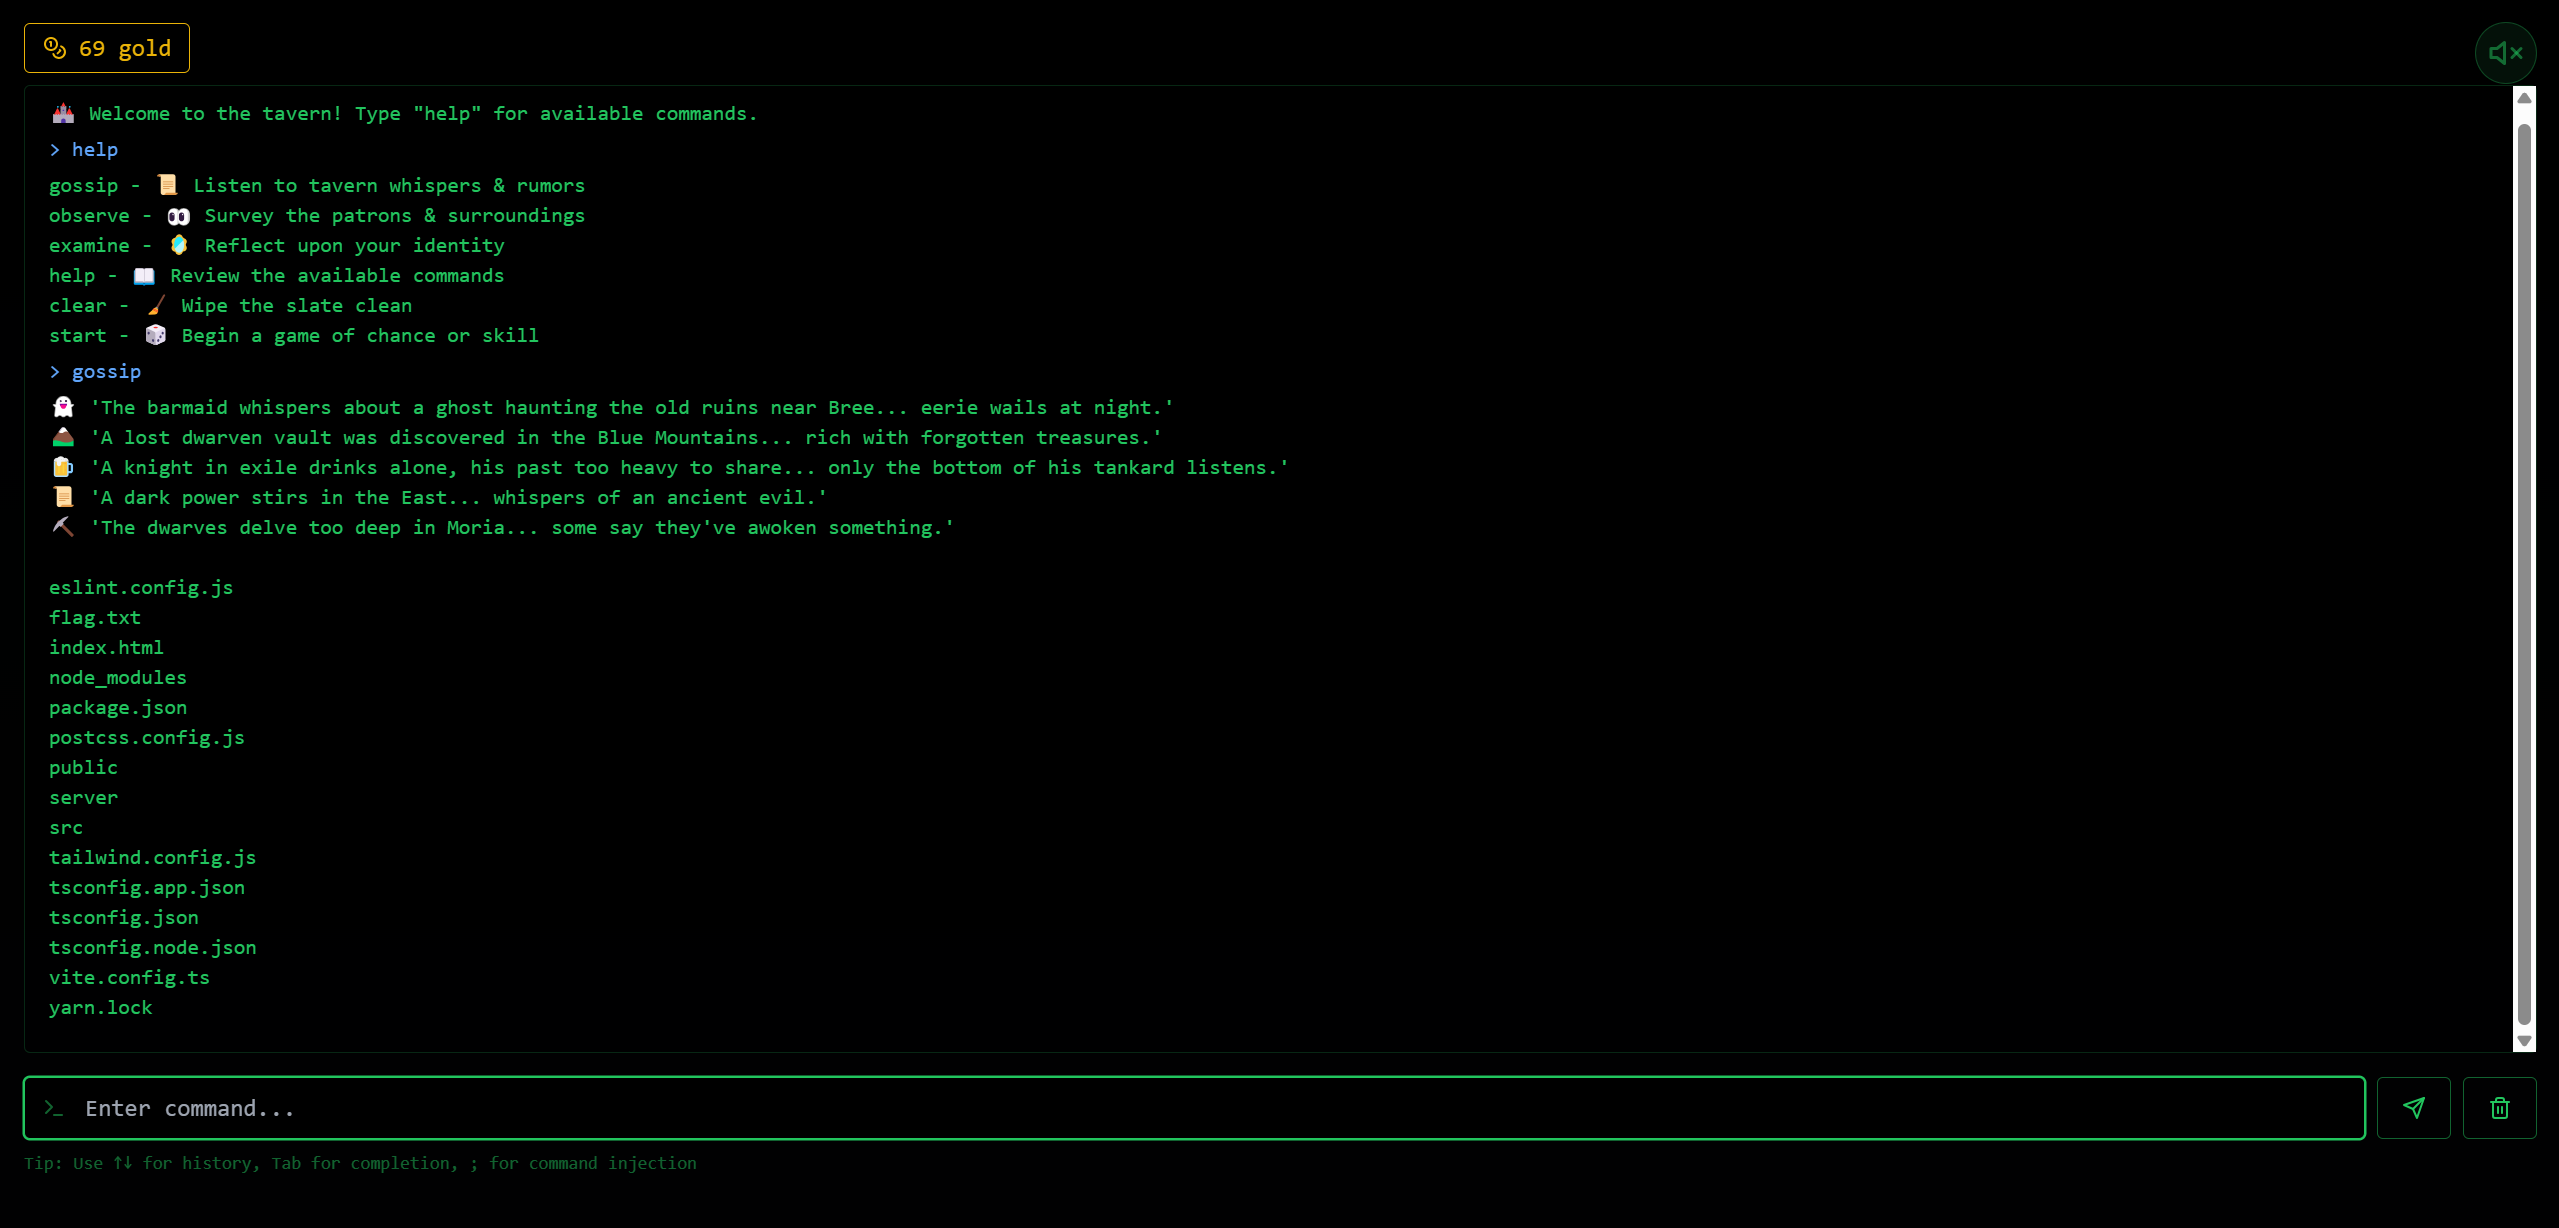 69 gold
🏰 Welcome to the tavern! Type "help" for available commands.
> help
gossip - 📜 Listen to tavern whispers & rumors
observe - 👀 Survey the patrons & surroundings
examine - 🪞 Reflect upon your identity
help - 📖 Review the available commands
clear - 🧹 Wipe the slate clean
start - 🎲 Begin a game of chance or skill
> gossip
👻 'The barmaid whispers about a ghost haunting the old ruins near Bree... eerie wails at night.'
🏔️ 'A lost dwarven vault was discovered in the Blue Mountains... rich with forgotten treasures.'
🍺 'A knight in exile drinks alone, his past too heavy to share... only the bottom of his tankard listens.'
📜 'A dark power stirs in the East... whispers of an ancient evil.'
⛏️ 'The dwarves delve too deep in Moria... some say they've awoken something.'
eslint.config.js
flag.txt
index.html
node_modules
package.json
postcss.config.js
public
server
src
tailwind.config.js
tsconfig.app.json
tsconfig.json
tsconfig.node.json
vite.config.ts
yarn.lock
>_ Enter command...
Tip: Use ↑↓ for history, Tab for completion, ; for command injection